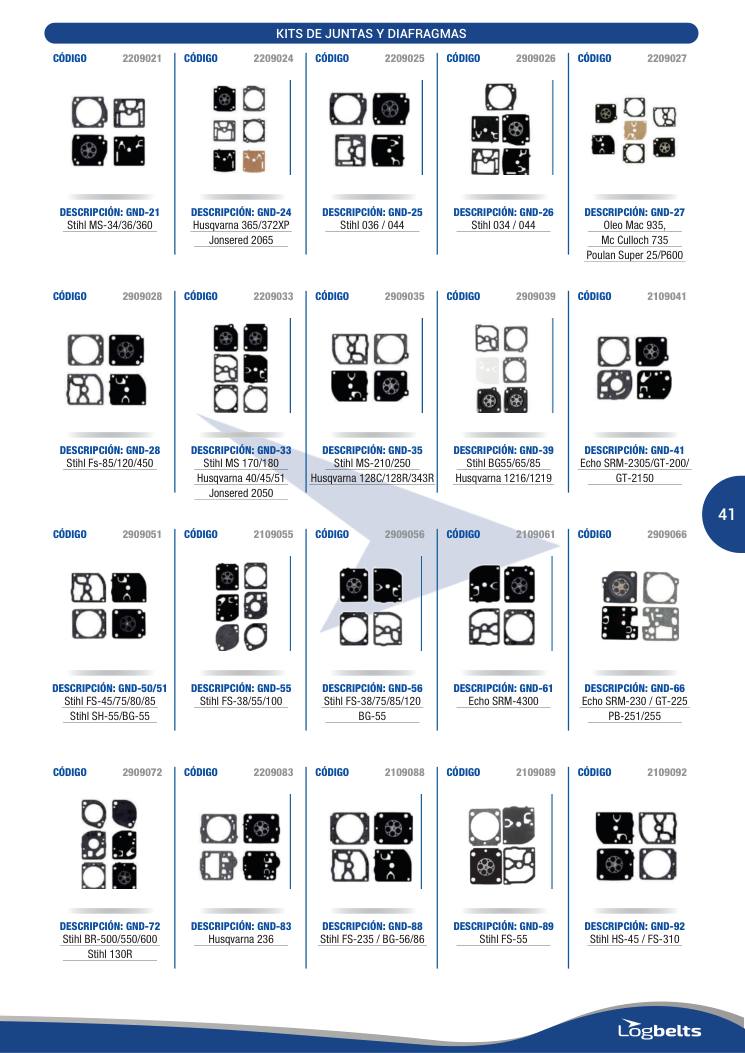 KITS DE JUNTAS Y DIAFRAGMAS
CÓDIGO 2209021
DESCRIPCIÓN: GND-21
Stihl MS-34/36/360
CÓDIGO 2209024
DESCRIPCIÓN: GND-24
Husqvarna 365/372XP
Jonsered 2065
CÓDIGO 2209025
DESCRIPCIÓN: GND-25
Stihl 036 / 044
CÓDIGO 2909026
DESCRIPCIÓN: GND-26
Stihl 034 / 044
CÓDIGO 2209027
DESCRIPCIÓN: GND-27
Oleo Mac 935,
Mc Culloch 735
Poulan Super 25/P600
CÓDIGO 2909028
DESCRIPCIÓN: GND-28
Stihl Fs-85/120/450
CÓDIGO 2209033
DESCRIPCIÓN: GND-33
Stihl MS 170/180
Husqvarna 40/45/51
Jonsered 2050
CÓDIGO 2909035
DESCRIPCIÓN: GND-35
Stihl MS-210/250
Husqvarna 128C/128R/343R
CÓDIGO 2909039
DESCRIPCIÓN: GND-39
Stihl BG55/65/85
Husqvarna 1216/1219
CÓDIGO 2109041
DESCRIPCIÓN: GND-41
Echo SRM-2305/GT-200/
GT-2150
41
CÓDIGO 2909051
DESCRIPCIÓN: GND-50/51
Stihl FS-45/75/80/85
Stihl SH-55/BG-55
CÓDIGO 2109055
DESCRIPCIÓN: GND-55
Stihl FS-38/55/100
CÓDIGO 2909056
DESCRIPCIÓN: GND-56
Stihl FS-38/75/85/120
BG-55
CÓDIGO 2109061
DESCRIPCIÓN: GND-61
Echo SRM-4300
CÓDIGO 2909066
DESCRIPCIÓN: GND-66
Echo SRM-230 / GT-225
PB-251/255
CÓDIGO 2909072
DESCRIPCIÓN: GND-72
Stihl BR-500/550/600
Stihl 130R
CÓDIGO 2209083
DESCRIPCIÓN: GND-83
Husqvarna 236
CÓDIGO 2109088
DESCRIPCIÓN: GND-88
Stihl FS-235 / BG-56/86
CÓDIGO 2109089
DESCRIPCIÓN: GND-89
Stihl FS-55
CÓDIGO 2109092
DESCRIPCIÓN: GND-92
Stihl HS-45 / FS-310
Logbelts